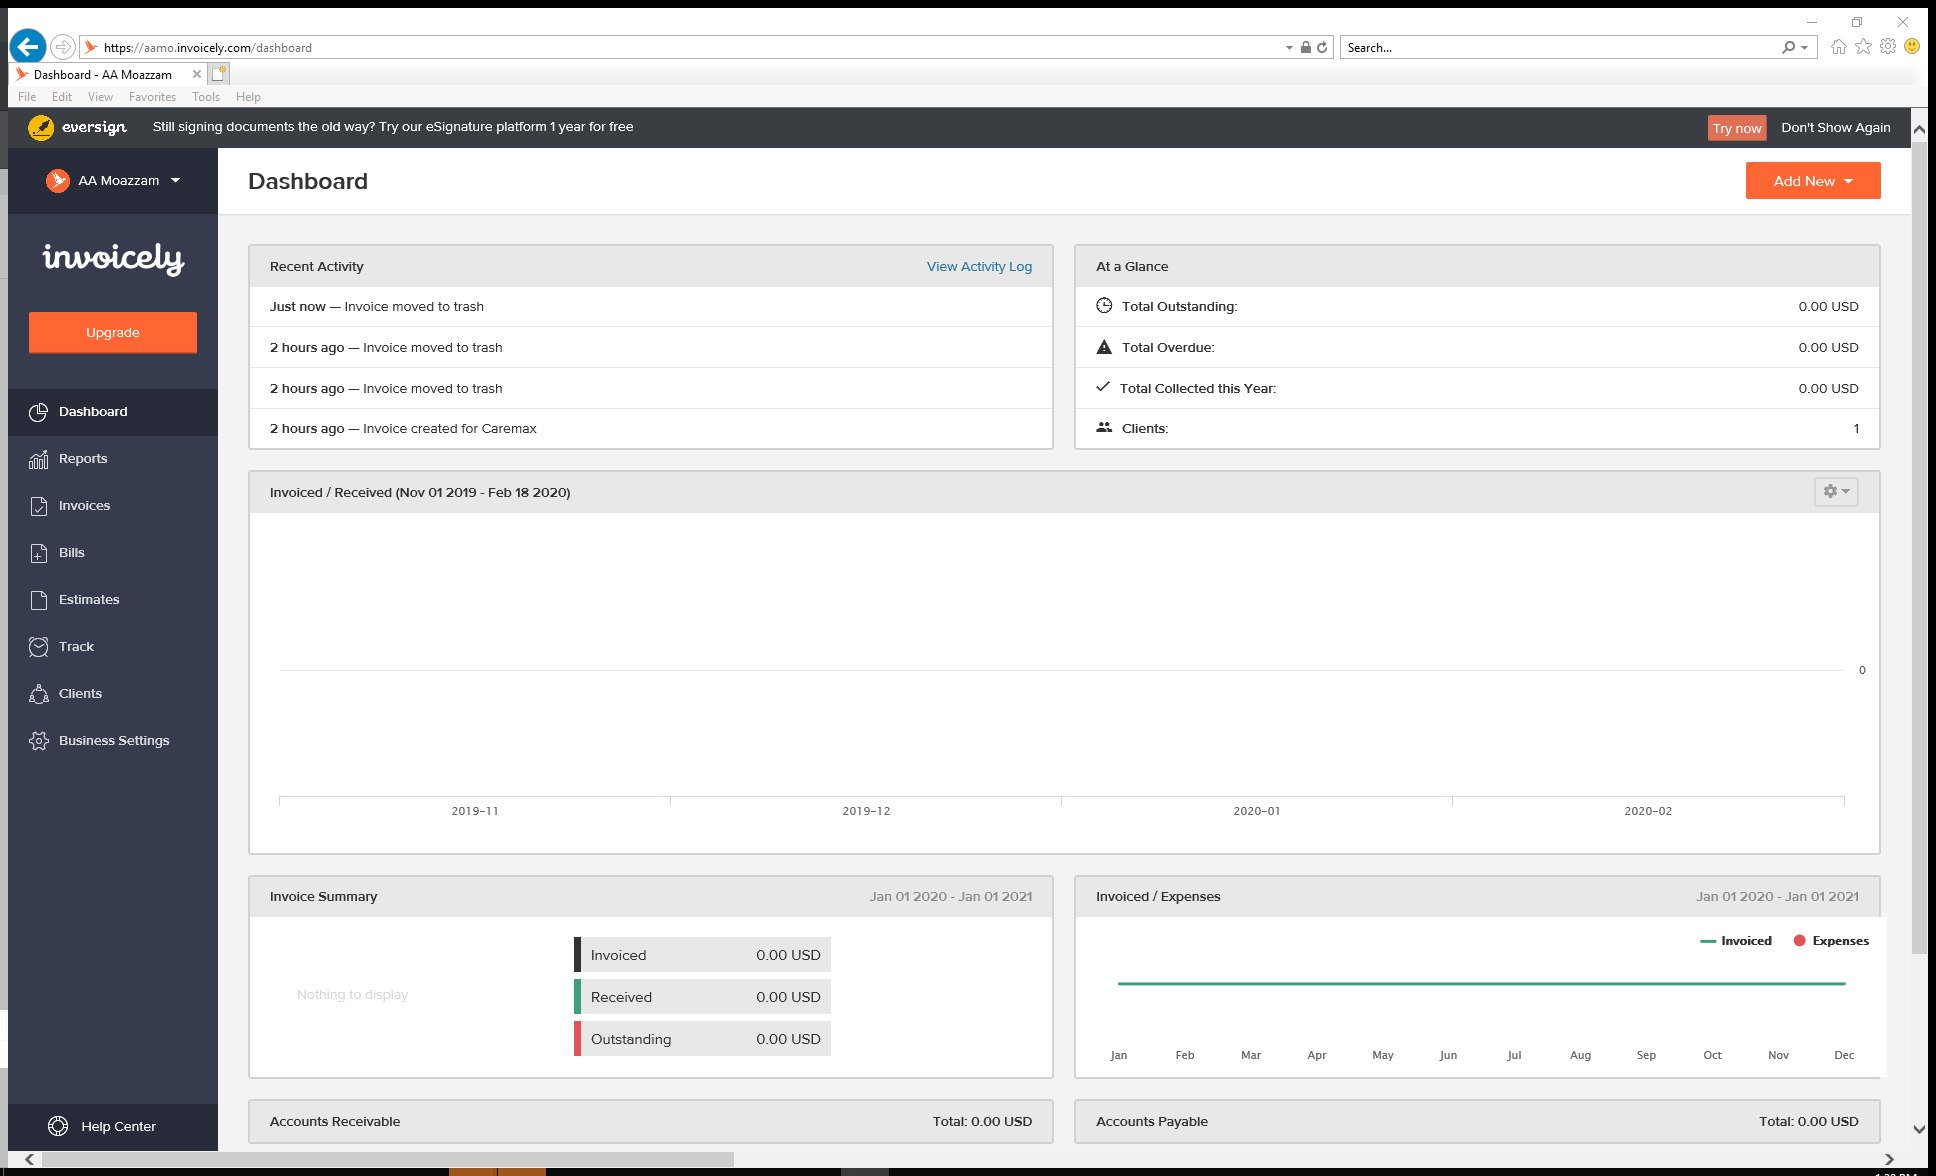 https://aamo.invoicely.com/dashboard
Search...
Dashboard - AA Moazzam
File Edit View Favorites Tools Help
eversign Still signing documents the old way? Try our eSignature platform 1 year for free Try now Don't Show Again
AA Moazzam
Dashboard
Add New
invoicely
Upgrade
Dashboard
Reports
Invoices
Bills
Estimates
Track
Clients
Business Settings
Help Center
Recent Activity View Activity Log
Just now — Invoice moved to trash
2 hours ago — Invoice moved to trash
2 hours ago — Invoice moved to trash
2 hours ago — Invoice created for Caremax
At a Glance
Total Outstanding: 0.00 USD
Total Overdue: 0.00 USD
Total Collected this Year: 0.00 USD
Clients: 1
Invoiced / Received (Nov 01 2019 - Feb 18 2020)
0
2019-11 2019-12 2020-01 2020-02
Invoice Summary Jan 01 2020 - Jan 01 2021
Nothing to display
Invoiced 0.00 USD
Received 0.00 USD
Outstanding 0.00 USD
Invoiced / Expenses Jan 01 2020 - Jan 01 2021
Invoiced Expenses
Jan Feb Mar Apr May Jun Jul Aug Sep Oct Nov Dec
Accounts Receivable Total: 0.00 USD
Accounts Payable Total: 0.00 USD